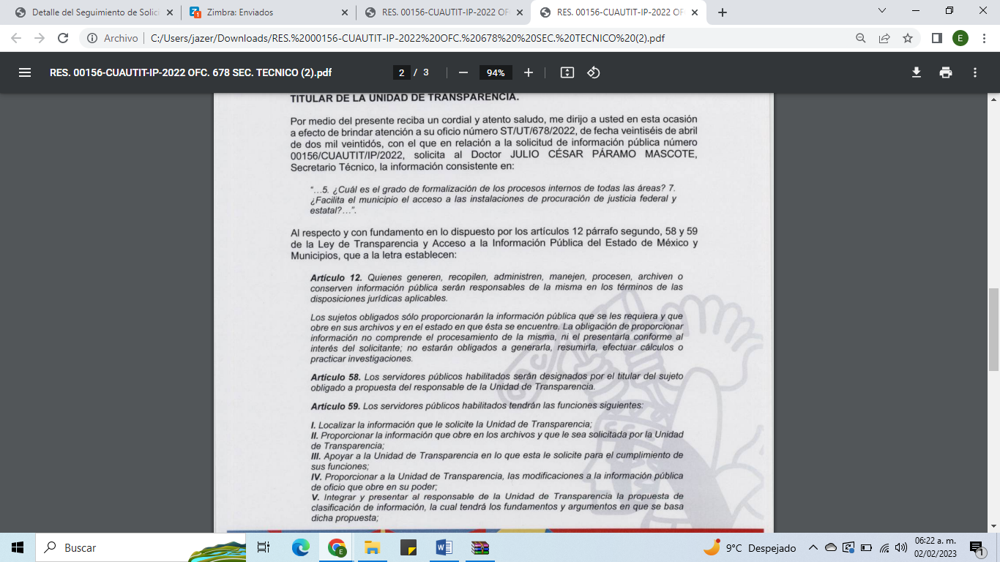 Detalle del Seguimiento de Solici
Zimbra: Enviados
RES. 00156-CUAUTIT-IP-2022 OF
RES. 00156-CUAUTIT-IP-2022 OF
Archivo
C:/Users/jazer/Downloads/RES.%2000156-CUAUTIT-IP-2022%20OFC.%20678%20%20SEC.%20TECNICO%20(2).pdf
E
RES. 00156-CUAUTIT-IP-2022 OFC. 678 SEC. TECNICO (2).pdf
2 / 3
94%
TITULAR DE LA UNIDAD DE TRANSPARENCIA.
Por medio del presente reciba un cordial y atento saludo, me dirijo a usted en esta ocasión
a efecto de brindar atención a su oficio número ST/UT/678/2022, de fecha veintiséis de abril
de dos mil veintidós, con el que en relación a la solicitud de información pública número
00156/CUAUTIT/IP/2022, solicita al Doctor JULIO CÉSAR PÁRAMO MASCOTE,
Secretario Técnico, la información consistente en:
“…5. ¿Cuál es el grado de formalización de los procesos internos de todas las áreas? 7.
¿Facilita el municipio el acceso a las instalaciones de procuración de justicia federal y
estatal?…”.
Al respecto y con fundamento en lo dispuesto por los artículos 12 párrafo segundo, 58 y 59
de la Ley de Transparencia y Acceso a la Información Pública del Estado de México y
Municipios, que a la letra establecen:
Artículo 12. Quienes generen, recopilen, administren, manejen, procesen, archiven o
conserven información pública serán responsables de la misma en los términos de las
disposiciones jurídicas aplicables.
Los sujetos obligados sólo proporcionarán la información pública que se les requiera y que
obre en sus archivos y en el estado en que ésta se encuentre. La obligación de proporcionar
información no comprende el procesamiento de la misma, ni el presentarla conforme al
interés del solicitante; no estarán obligados a generarla, resumirla, efectuar cálculos o
practicar investigaciones.
Artículo 58. Los servidores públicos habilitados serán designados por el titular del sujeto
obligado a propuesta del responsable de la Unidad de Transparencia.
Artículo 59. Los servidores públicos habilitados tendrán las funciones siguientes:
I. Localizar la información que le solicite la Unidad de Transparencia;
II. Proporcionar la información que obre en los archivos y que le sea solicitada por la Unidad
de Transparencia;
III. Apoyar a la Unidad de Transparencia en lo que esta le solicite para el cumplimiento de
sus funciones;
IV. Proporcionar a la Unidad de Transparencia, las modificaciones a la información pública
de oficio que obre en su poder;
V. Integrar y presentar al responsable de la Unidad de Transparencia la propuesta de
clasificación de información, la cual tendrá los fundamentos y argumentos en que se basa
dicha propuesta;
Buscar
9°C Despejado
06:22 a. m.
02/02/2023
1